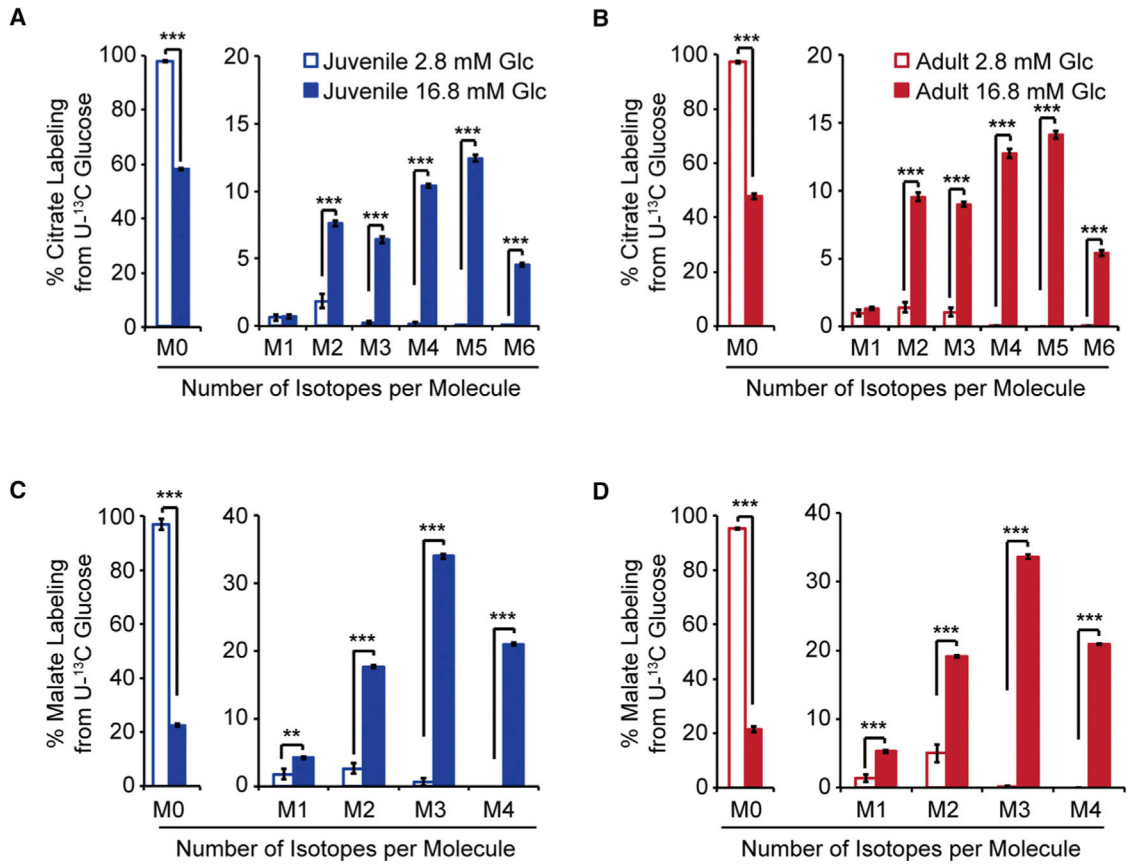 A
% Citrate Labeling
from U-¹³C Glucose
100
80
60
40
20
0
***
M0
20
15
10
5
0
Juvenile 2.8 mM Glc
Juvenile 16.8 mM Glc
***
***
***
***
***
M1 M2 M3 M4 M5 M6
Number of Isotopes per Molecule
B
% Citrate Labeling
from U-¹³C Glucose
100
80
60
40
20
0
***
M0
20
15
10
5
0
Adult 2.8 mM Glc
Adult 16.8 mM Glc
***
***
***
***
***
M1 M2 M3 M4 M5 M6
Number of Isotopes per Molecule
C
% Malate Labeling
from U-¹³C Glucose
100
80
60
40
20
0
***
M0
40
30
20
10
0
**
***
***
***
M1 M2 M3 M4
Number of Isotopes per Molecule
D
% Malate Labeling
from U-¹³C Glucose
100
80
60
40
20
0
***
M0
40
30
20
10
0
***
***
***
***
M1 M2 M3 M4
Number of Isotopes per Molecule